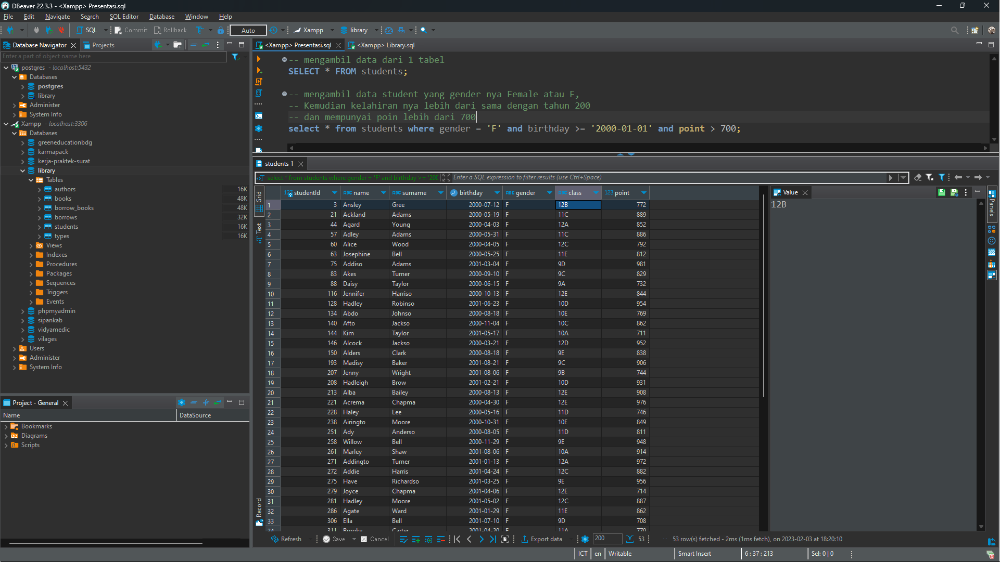 DBeaver 22.3.3 - <Xampp> Presentasi.sql
File Edit Navigate Search SQL Editor Database Window Help
SQL Commit Rollback Auto Xampp library
Database Navigator Projects
Enter a part of object name here
postgres - localhost:5432
Databases
postgres
library
Administer
System Info
Xampp - localhost:3306
Databases
greeneducationbdg
karmapack
kerja-praktek-surat
library
Tables
authors 16K
books 48K
borrow_books 48K
borrows 32K
students 16K
types 16K
Views
Indexes
Procedures
Packages
Sequences
Triggers
Events
phpmyadmin
sipankab
vidyamedic
vilages
Users
Administer
System Info
Project - General
Name DataSource
Bookmarks
Diagrams
Scripts
<Xampp> Presentasi.sql <Xampp> Library.sql
-- mengambil data dari 1 tabel
SELECT * FROM students;
-- mengambil data student yang gender nya Female atau F,
-- Kemudian kelahiran nya lebih dari sama dengan tahun 200
-- dan mempunyai poin lebih dari 700
select * from students where gender = 'F' and birthday >= '2000-01-01' and point > 700;
students 1
select * from students where gender = 'F' and birthday >= '200 Enter a SQL expression to filter results (use Ctrl+Space)
Grid
Text
Record
123 studentId ABC name ABC surname birthday ABC gender ABC class 123 point
1 3 Ansley Gree 2000-07-12 F 12B 772
2 21 Ackland Adams 2000-05-19 F 11C 889
3 44 Agard Young 2000-04-03 F 12A 852
4 57 Adley Adams 2000-05-31 F 11C 886
5 60 Alice Wood 2000-04-05 F 12C 792
6 63 Josephine Bell 2000-05-25 F 11E 812
7 75 Addiso Adams 2001-03-04 F 9D 981
8 83 Akes Turner 2000-09-10 F 9C 829
9 88 Daisy Taylor 2000-06-15 F 9A 732
10 116 Jennifer Harriso 2000-10-13 F 12E 844
11 128 Hadley Robinso 2001-06-23 F 10D 954
12 134 Abdo Johnso 2000-08-18 F 10E 769
13 140 Afto Jackso 2000-11-04 F 10C 862
14 144 Kim Taylor 2001-05-17 F 10A 711
15 146 Alcock Jackso 2000-03-21 F 12D 952
16 150 Alders Clark 2000-08-18 F 9E 838
17 193 Madisy Baker 2001-08-21 F 9C 906
18 207 Jenny Wright 2001-08-06 F 9B 744
19 208 Hadleigh Brow 2001-02-21 F 10D 931
20 213 Alba Bailey 2000-08-13 F 12E 908
21 221 Acrema Chapma 2000-04-30 F 12E 976
22 228 Haley Lee 2000-05-16 F 11D 746
23 238 Airingto Moore 2000-10-31 F 10E 849
24 251 Ady Anderso 2000-08-05 F 11D 811
25 258 Willow Bell 2000-11-29 F 9E 948
26 261 Marley Shaw 2001-08-06 F 10A 914
27 271 Addingto Turner 2001-01-13 F 12A 972
28 272 Addie Harris 2001-04-24 F 12C 882
29 275 Have Richardso 2001-03-25 F 9E 956
30 279 Joyce Chapma 2001-04-06 F 12E 714
31 281 Hadley Moore 2001-05-02 F 12C 887
32 286 Agate Ward 2001-01-29 F 11E 862
33 306 Ella Bell 2001-07-10 F 9D 708
34 311 Brooke Carter 2001-04-20 F 11A 770
Value
12B
Panels
Refresh Save Cancel Export data 200 53 53 row(s) fetched - 2ms (1ms fetch), on 2023-02-03 at 18:20:10
ICT en Writable Smart Insert 6 : 37 : 213 Sel: 0 | 0